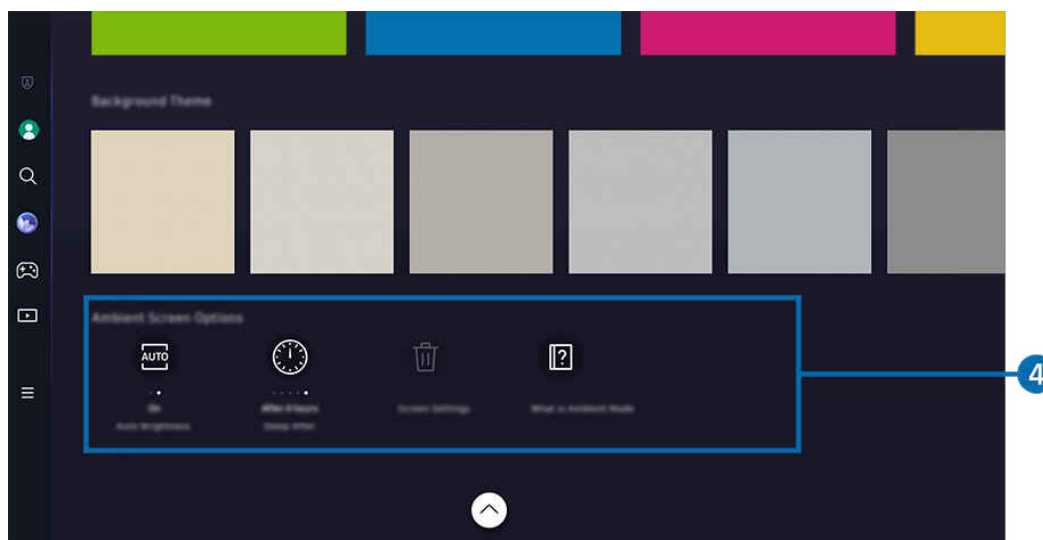 Background Theme
Ambient Screen Options
AUTO
?
4
On
After 4 hours
Screen Settings
What is Ambient Mode
Auto Brightness
Sleep After